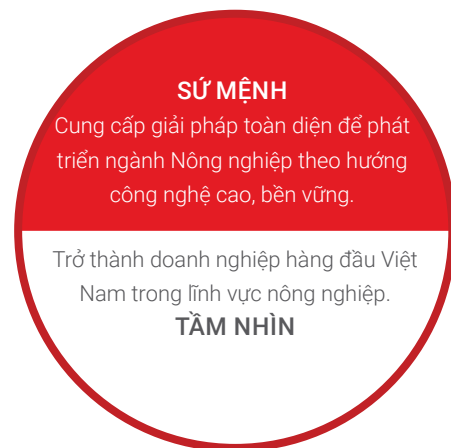 SỨ MỆNH
Cung cấp giải pháp toàn diện để phát
triển ngành Nông nghiệp theo hướng
công nghệ cao, bền vững.
Trở thành doanh nghiệp hàng đầu Việt
Nam trong lĩnh vực nông nghiệp.
TẦM NHÌN